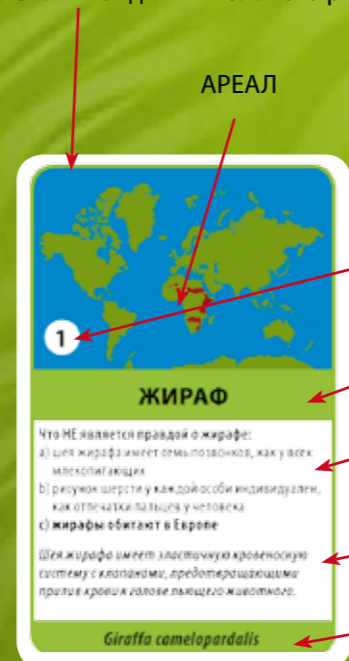 АРЕАЛ
1
ЖИРАФ
Что НЕ является правдой о жирафе:
a) шея жирафа имеет семь позвонков, как у всех
млекопитающих
b) рисунок шерсти у каждой особи индивидуален,
как отпечатки пальцев у человека
c) жирафы обитают в Европе
Шея жирафа имеет эластичную кровеносную
систему с клапанами, предотвращающими
прилив крови к голове пьющего животного.
Giraffa camelopardalis